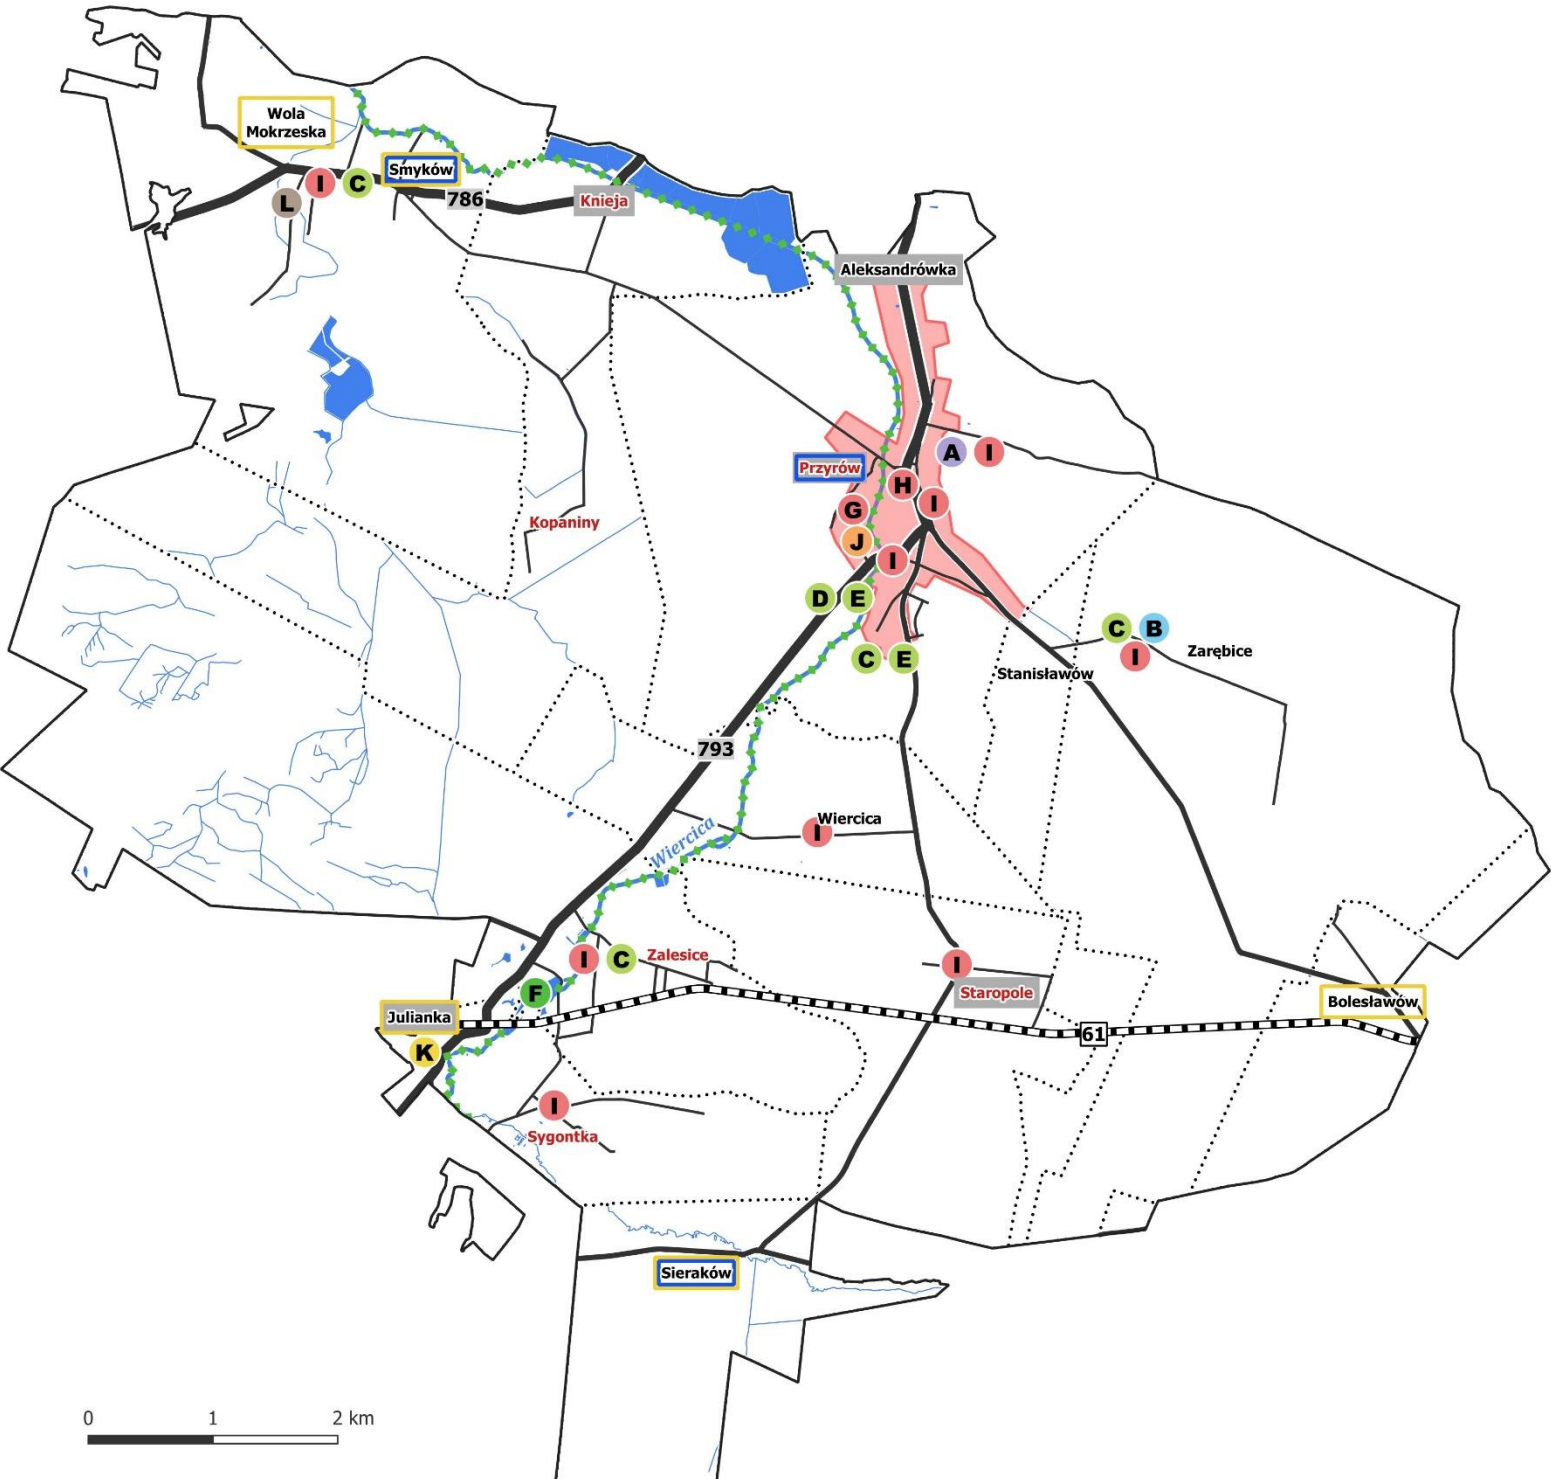 Wola
Mokrzeska
Smyków
I
C
L
786
Knieja
Aleksandrówka
A
I
Przyrów
H
I
G
J
I
Kopaniny
D
E
C
B
I
Zarębice
C
E
Stanisławów
793
Wiercica
I
Wiercica
I
C
Zalesice
I
Staropole
F
Julianka
Bolesławów
61
K
I
Sygontka
Sieraków
0 1 2 km